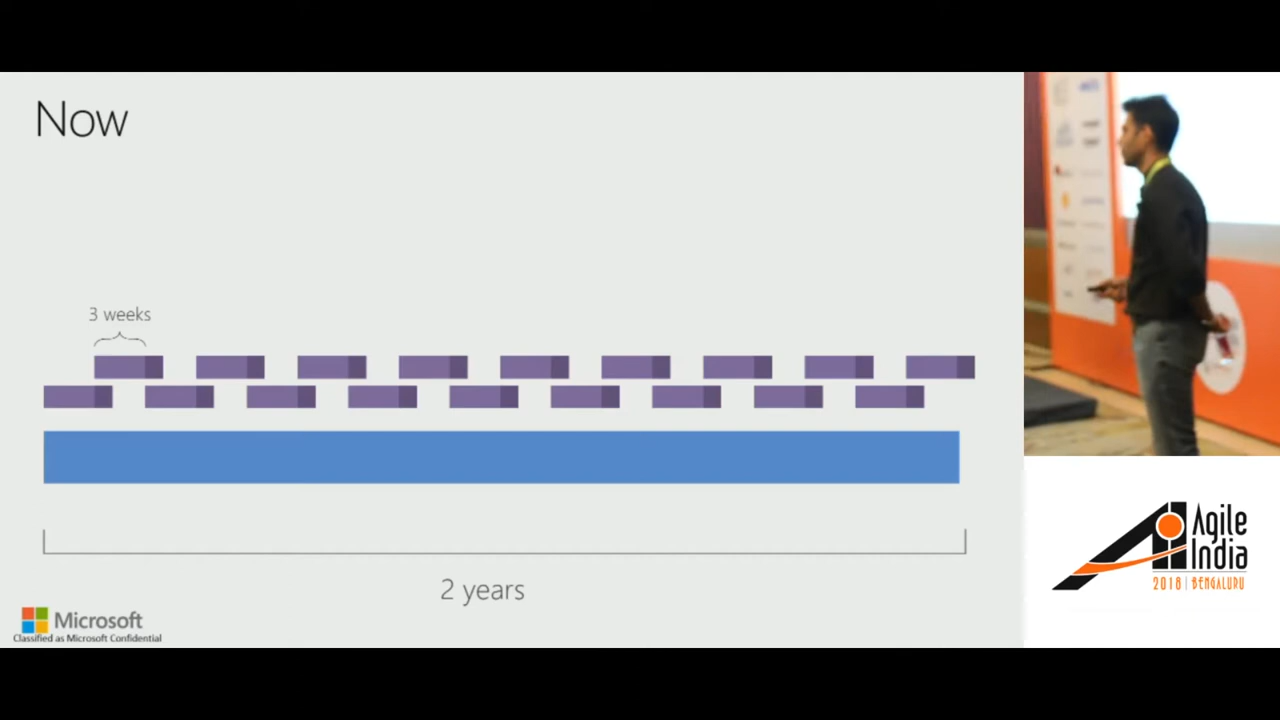 Now
3 weeks
2 years
Microsoft
Classified as Microsoft Confidential
Agile
India
2018 | BENGALURU